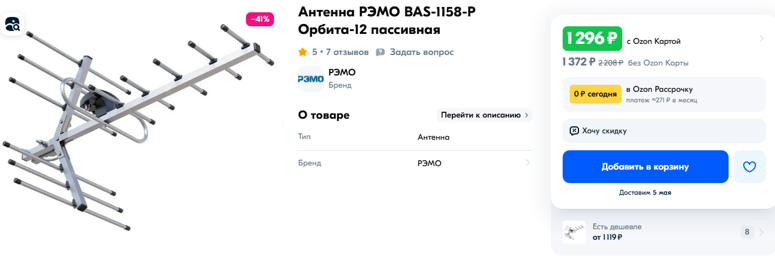 −41%
Антенна РЭМО BAS-1158-P
Орбита-12 пассивная
5 • 7 отзывов
Задать вопрос
РЭМО
РЭМО
Бренд
О товаре
Перейти к описанию
Тип
Антенна
Бренд
РЭМО
1 296 ₽ с Ozon Картой
1 372 ₽ 2 208 ₽ без Ozon Карты
0 ₽ сегодня
в Ozon Рассрочку
платеж ≈271 ₽ в месяц
Хочу скидку
Добавить в корзину
Доставим 5 мая
Есть дешевле
от 1 119 ₽
8